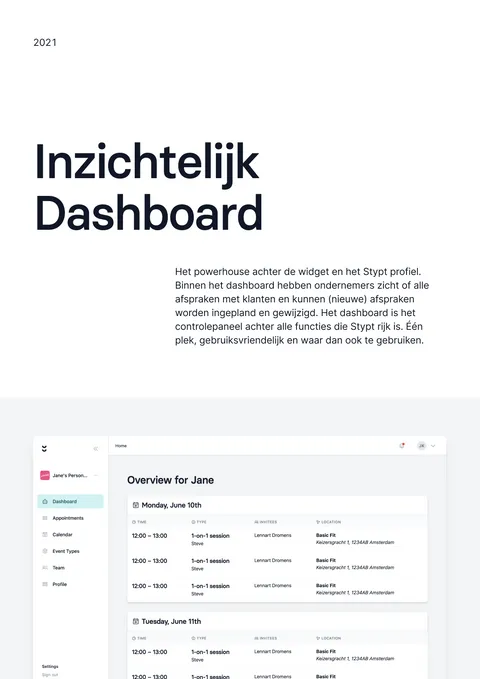 2021
Inzichtelijk
Dashboard
Het powerhouse achter de widget en het Stypt profiel.
Binnen het dashboard hebben ondernemers zicht of alle
afspraken met klanten en kunnen (nieuwe) afspraken
worden ingepland en gewijzigd. Het dashboard is het
controlepaneel achter alle functies die Stypt rijk is. Één
plek, gebruiksvriendelijk en waar dan ook te gebruiken.
Home
JR
Jane's Person...
Dashboard
Appointments
Calendar
Event Types
Team
Profile
Settings
Sign out
Overview for Jane
Monday, June 10th
TIME TYPE INVITEES LOCATION
12:00 – 13:00 1-on-1 session Lennart Dromens Basic Fit
Steve Keizersgracht 1, 1234AB Amsterdam
12:00 – 13:00 1-on-1 session Lennart Dromens Basic Fit
Steve Keizersgracht 1, 1234AB Amsterdam
12:00 – 13:00 1-on-1 session Lennart Dromens Basic Fit
Steve Keizersgracht 1, 1234AB Amsterdam
Tuesday, June 11th
TIME TYPE INVITEES LOCATION
12:00 – 13:00 1-on-1 session Lennart Dromens Basic Fit
Steve Keizersgracht 1, 1234AB Amsterdam
12:00 – 13:00 1-on-1 session Lennart Dromens Basic Fit